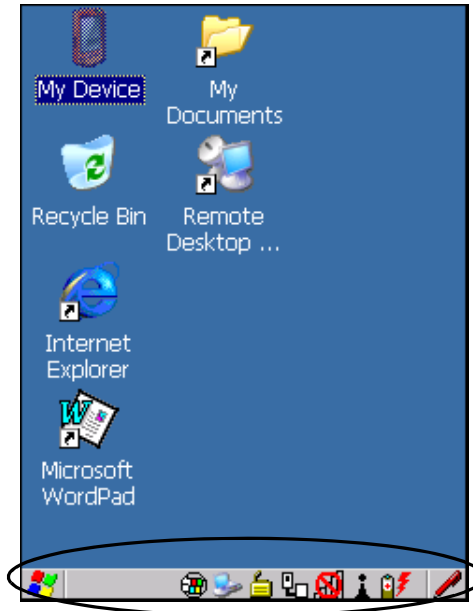 My Device
My
Documents
Recycle Bin
Remote
Desktop ...
Internet
Explorer
Microsoft
WordPad